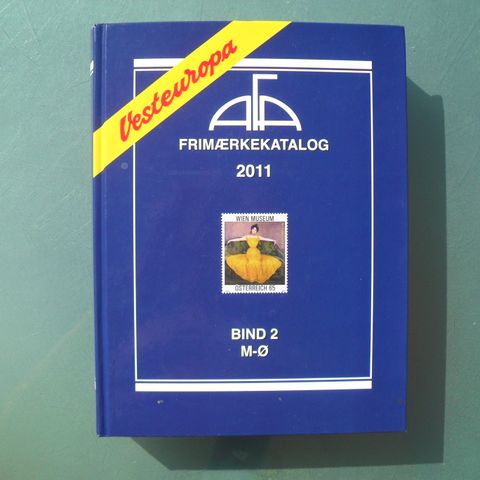 Vesteuropa
AFA
FRIMÆRKEKATALOG
2011
WIEN MUSEUM
ÖSTERREICH 65
BIND 2
M-Ø